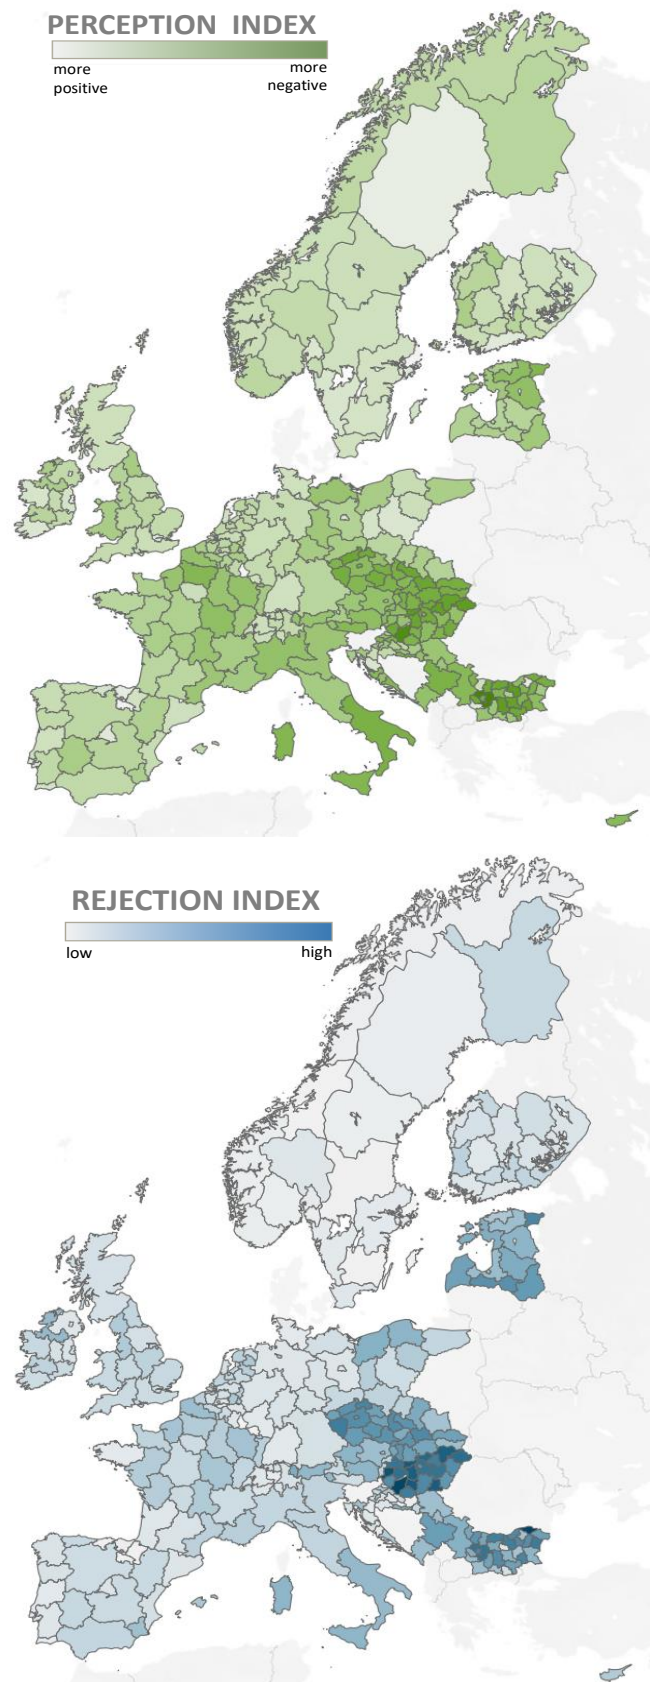 PERCEPTION INDEX
more positive
more negative
REJECTION INDEX
low
high